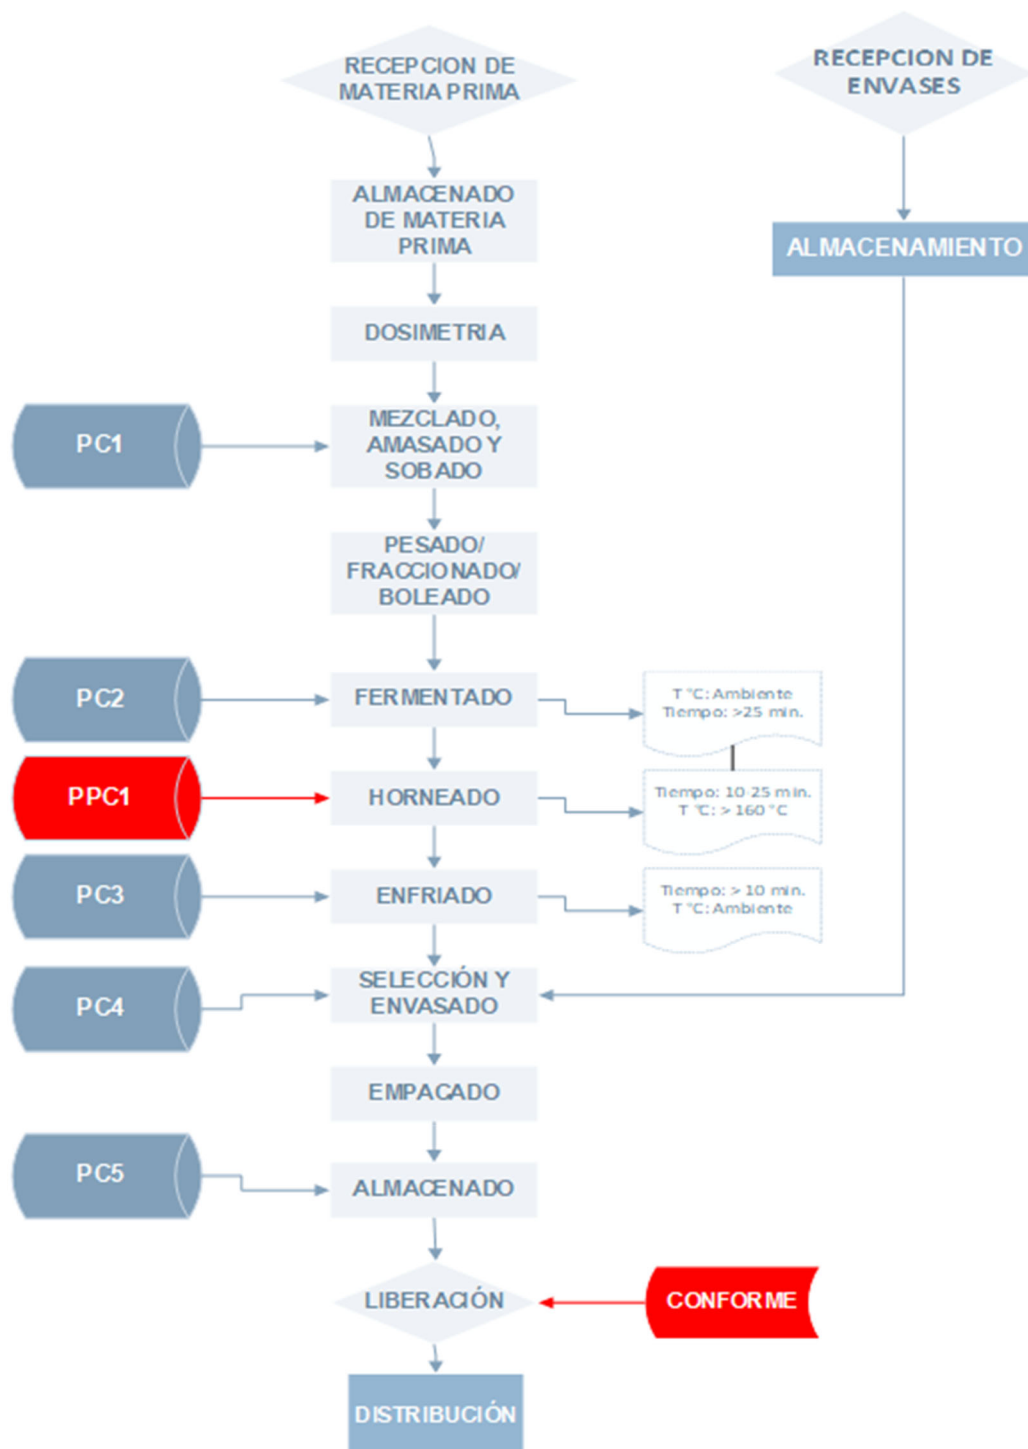 RECEPCION DE
MATERIA PRIMA
RECEPCION DE
ENVASES
ALMACENADO
DE MATERIA
PRIMA
ALMACENAMIENTO
DOSIMETRIA
PC1
MEZCLADO,
AMASADO Y
SOBADO
PESADO/
FRACCIONADO/
BOLEADO
PC2
FERMENTADO
T °C: Ambiente
Tiempo: >25 min.
PPC1
HORNEADO
Tiempo: 10-25 min.
T °C: > 160 °C
PC3
ENFRIADO
Tiempo: > 10 min.
T °C: Ambiente
PC4
SELECCIÓN Y
ENVASADO
EMPACADO
PC5
ALMACENADO
LIBERACIÓN
CONFORME
DISTRIBUCIÓN